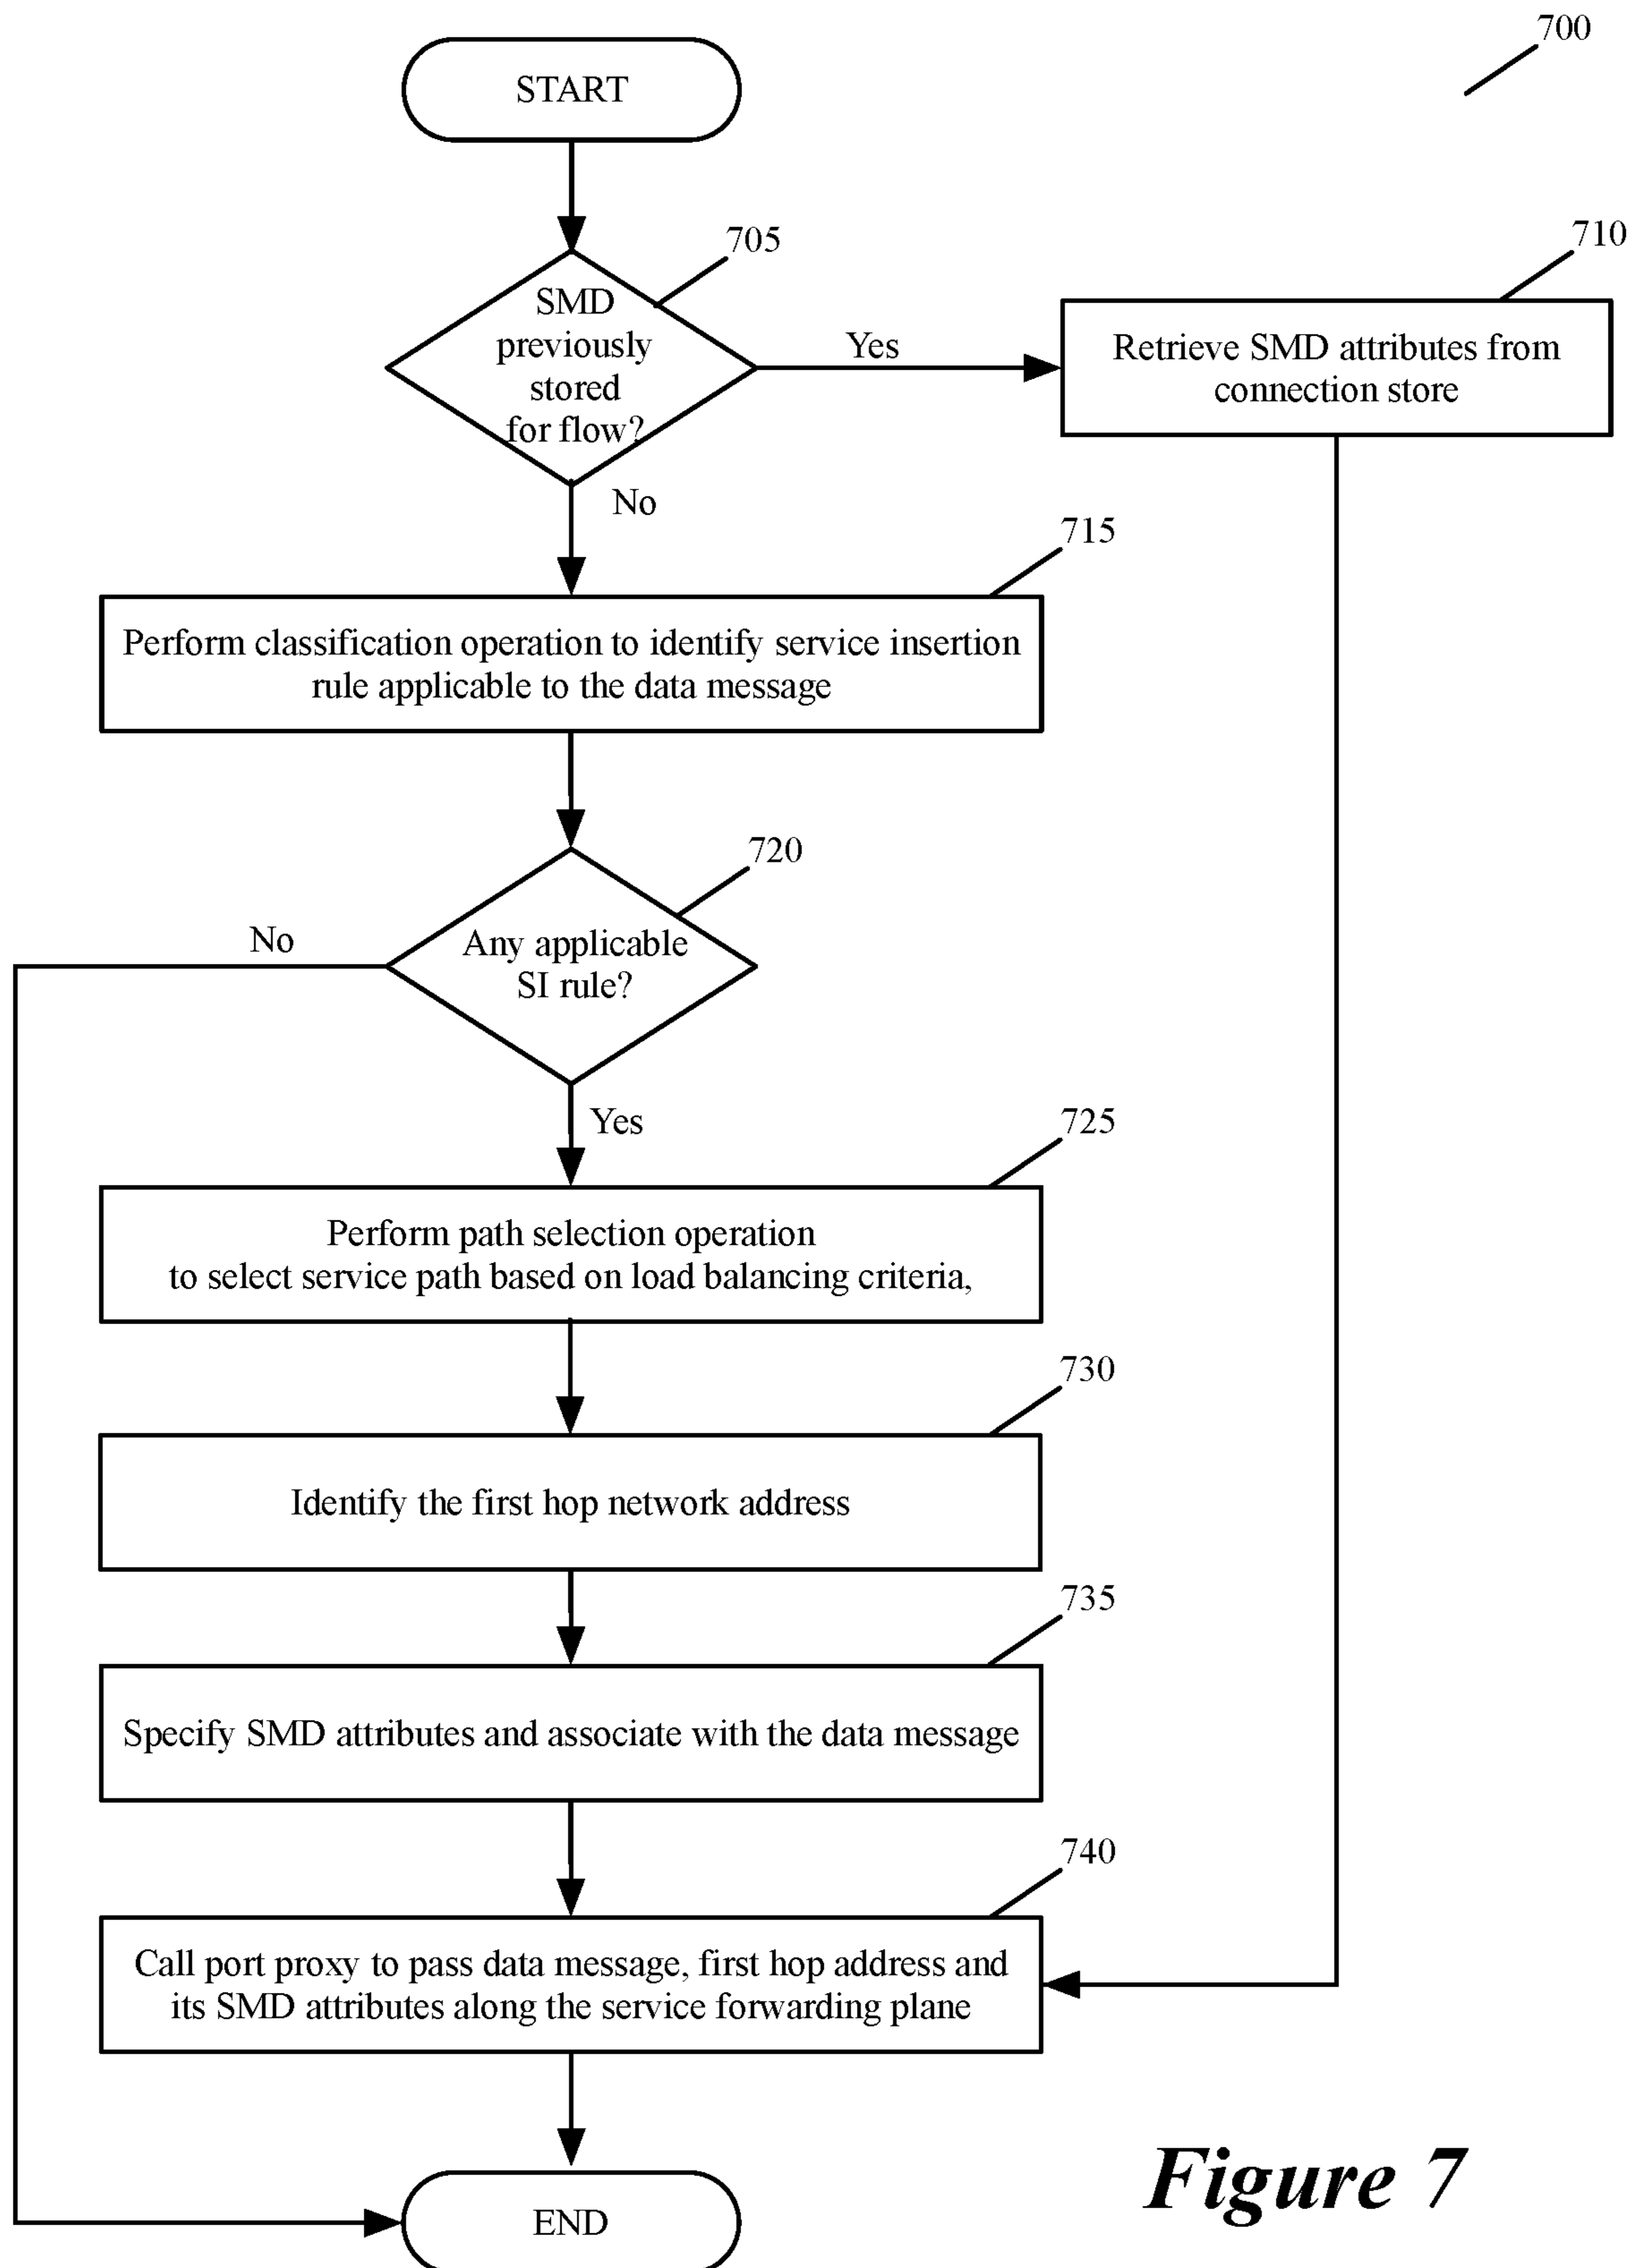 700
START
705
SMD
previously
stored
for flow?
Yes
710
Retrieve SMD attributes from
connection store
No
715
Perform classification operation to identify service insertion
rule applicable to the data message
720
No
Any applicable
SI rule?
Yes
725
Perform path selection operation
to select service path based on load balancing criteria,
730
Identify the first hop network address
735
Specify SMD attributes and associate with the data message
740
Call port proxy to pass data message, first hop address and
its SMD attributes along the service forwarding plane
END
Figure 7